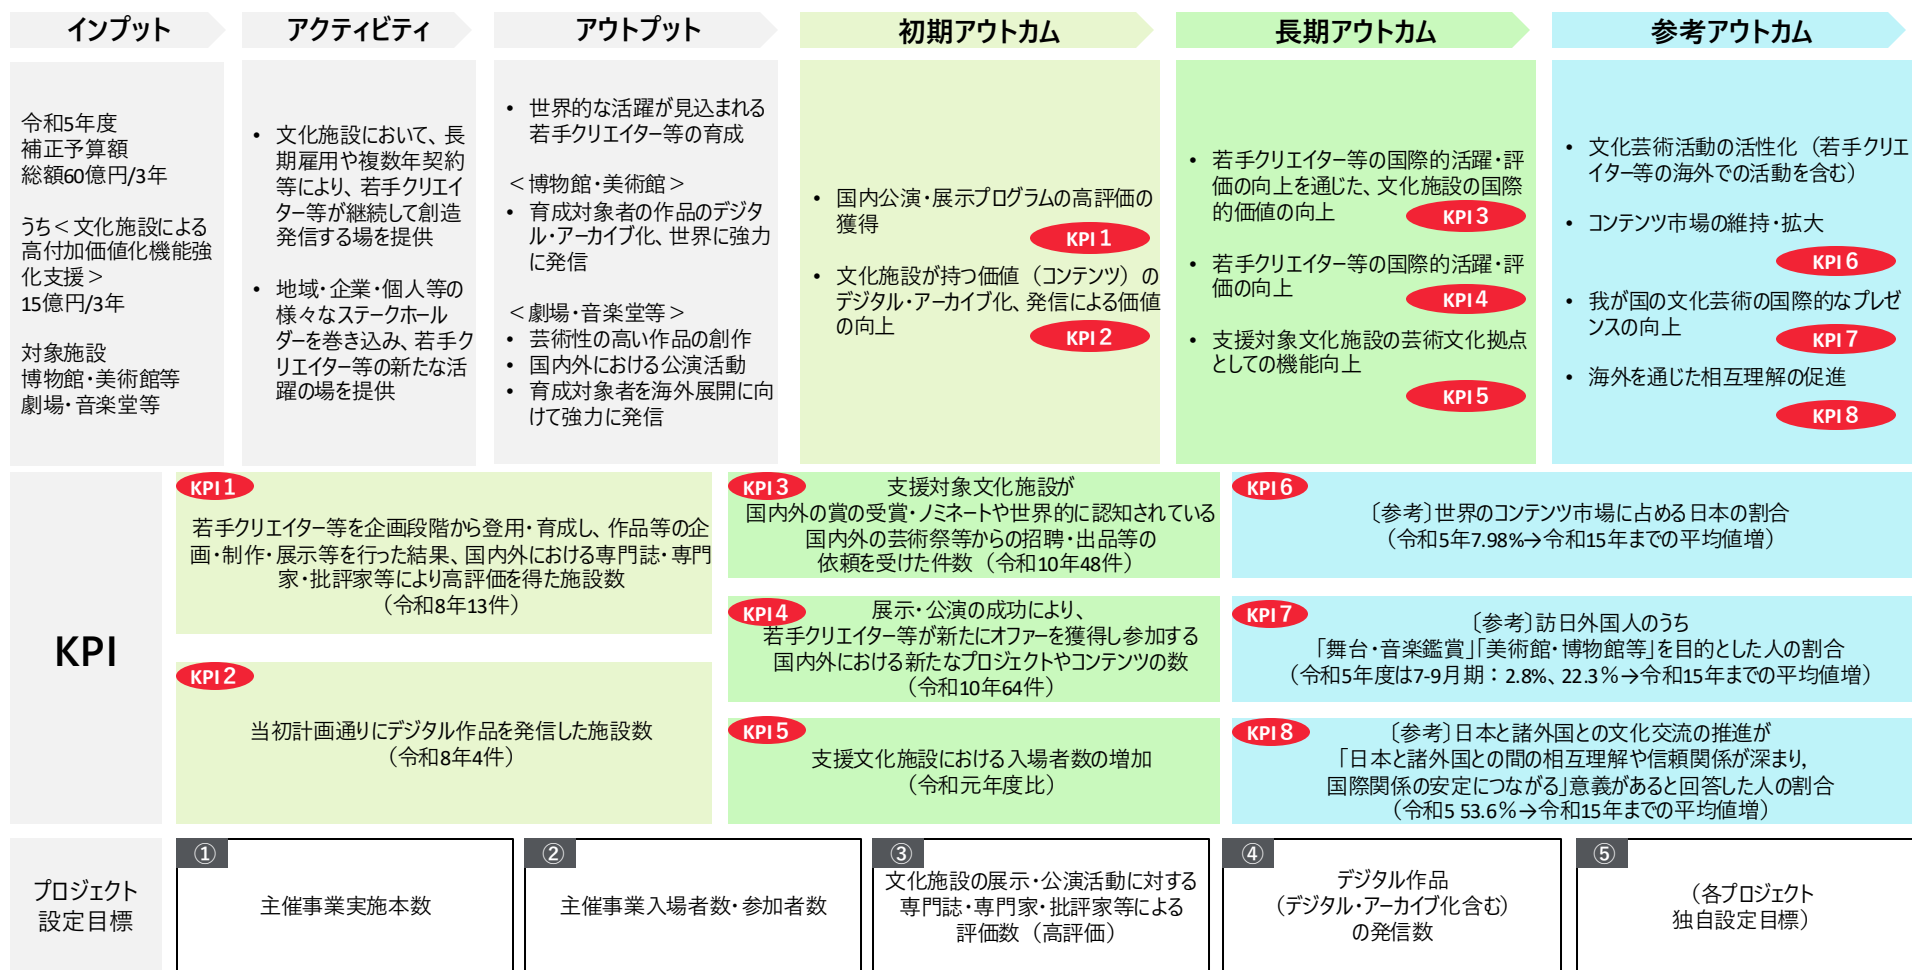 インプット
アクティビティ
アウトプット
初期アウトカム
長期アウトカム
参考アウトカム
令和5年度
補正予算額
総額60億円/3年
うち＜文化施設による
高付加価値化機能強
化支援＞
15億円/3年
対象施設
博物館・美術館等
劇場・音楽堂等
• 文化施設において、長
期雇用や複数年契約
等により、若手クリエイ
ター等が継続して創造
発信する場を提供
• 地域・企業・個人等の
様々なステークホール
ダーを巻き込み、若手ク
リエイター等の新たな活
躍の場を提供
• 世界的な活躍が見込まれる
若手クリエイター等の育成
＜博物館・美術館＞
• 育成対象者の作品のデジタ
ル・アーカイブ化、世界に強力
に発信
＜劇場・音楽堂等＞
• 芸術性の高い作品の創作
• 国内外における公演活動
• 育成対象者を海外展開に向
けて強力に発信
• 国内公演・展示プログラムの高評価の
獲得
KPI 1
• 文化施設が持つ価値（コンテンツ）の
デジタル・アーカイブ化、発信による価値
の向上
KPI 2
• 若手クリエイター等の国際的活躍・評
価の向上を通じた、文化施設の国際
的価値の向上
KPI 3
• 若手クリエイター等の国際的活躍・評
価の向上
KPI 4
• 支援対象文化施設の芸術文化拠点
としての機能向上
KPI 5
• 文化芸術活動の活性化（若手クリエ
イター等の海外での活動を含む）
• コンテンツ市場の維持・拡大
KPI 6
• 我が国の文化芸術の国際的なプレゼ
ンスの向上
KPI 7
• 海外を通じた相互理解の促進
KPI 8
KPI
KPI 1
若手クリエイター等を企画段階から登用・育成し、作品等の企
画・制作・展示等を行った結果、国内外における専門誌・専門
家・批評家等により高評価を得た施設数
（令和8年13件）
KPI 2
当初計画通りにデジタル作品を発信した施設数
（令和8年4件）
KPI 3
支援対象文化施設が
国内外の賞の受賞・ノミネートや世界的に認知されている
国内外の芸術祭等からの招聘・出品等の
依頼を受けた件数（令和10年48件）
KPI 4
展示・公演の成功により、
若手クリエイター等が新たにオファーを獲得し参加する
国内外における新たなプロジェクトやコンテンツの数
（令和10年64件）
KPI 5
支援文化施設における入場者数の増加
（令和元年度比）
KPI 6
〔参考〕世界のコンテンツ市場に占める日本の割合
（令和5年7.98%→令和15年までの平均値増）
KPI 7
〔参考〕訪日外国人のうち
「舞台・音楽鑑賞」「美術館・博物館等」を目的とした人の割合
（令和5年度は7-9月期：2.8%、22.3％→令和15年までの平均値増）
KPI 8
〔参考〕日本と諸外国との文化交流の推進が
「日本と諸外国との間の相互理解や信頼関係が深まり,
国際関係の安定につながる」意義があると回答した人の割合
（令和5 53.6％→令和15年までの平均値増）
プロジェクト
設定目標
①
主催事業実施本数
②
主催事業入場者数・参加者数
③
文化施設の展示・公演活動に対する
専門誌・専門家・批評家等による
評価数（高評価）
④
デジタル作品
（デジタル・アーカイブ化含む）
の発信数
⑤
（各プロジェクト
独自設定目標）